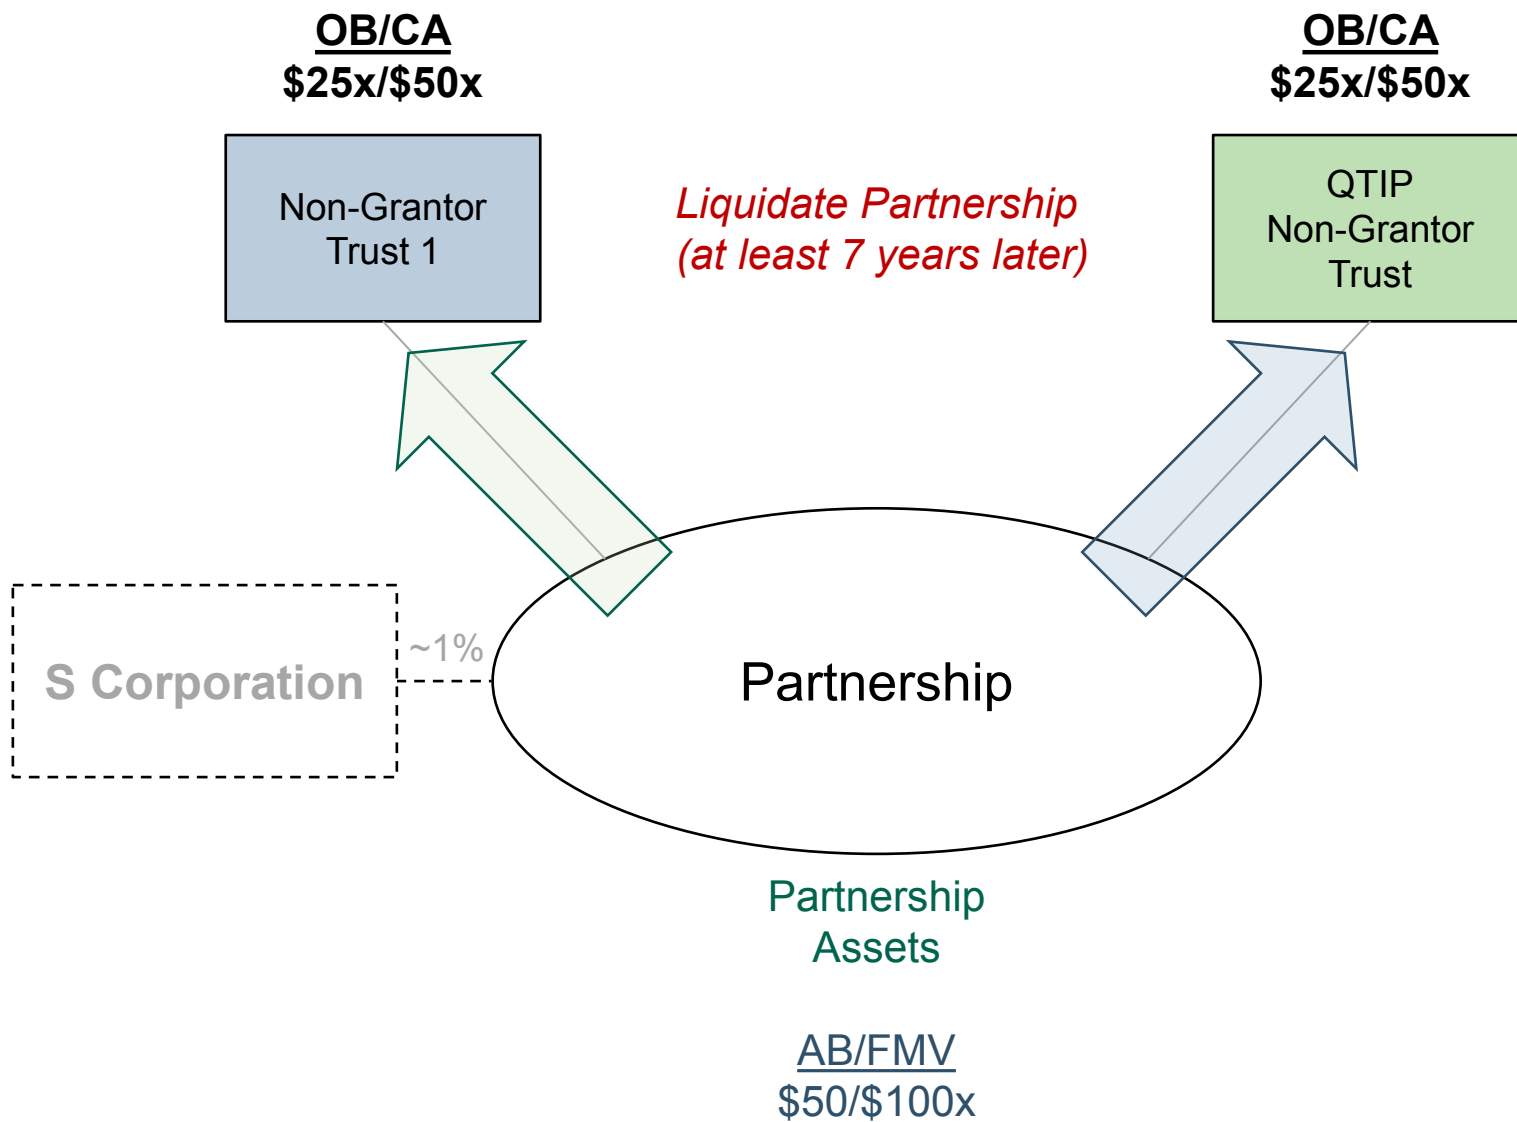 OB/CA
$25x/$50x
OB/CA
$25x/$50x
Non-Grantor
Trust 1
Liquidate Partnership
(at least 7 years later)
QTIP
Non-Grantor
Trust
S Corporation
~1%
Partnership
Partnership
Assets
AB/FMV
$50/$100x